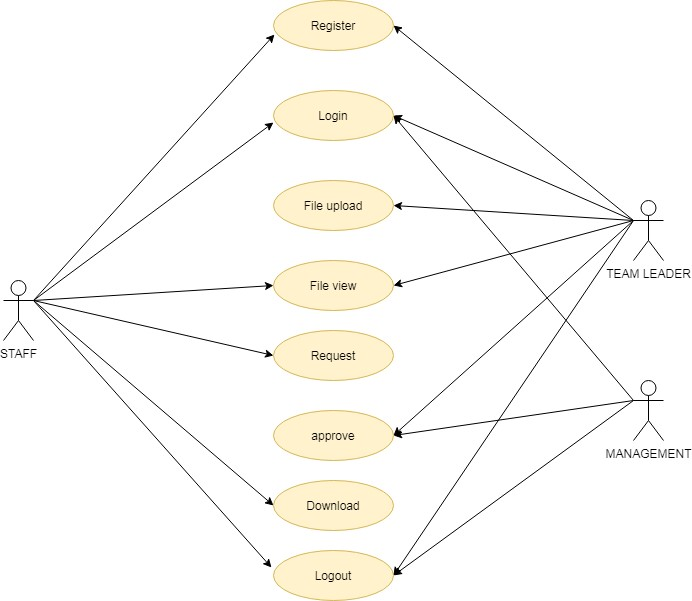 Register
Login
File upload
File view
Request
approve
Download
Logout
STAFF
TEAM LEADER
MANAGEMENT